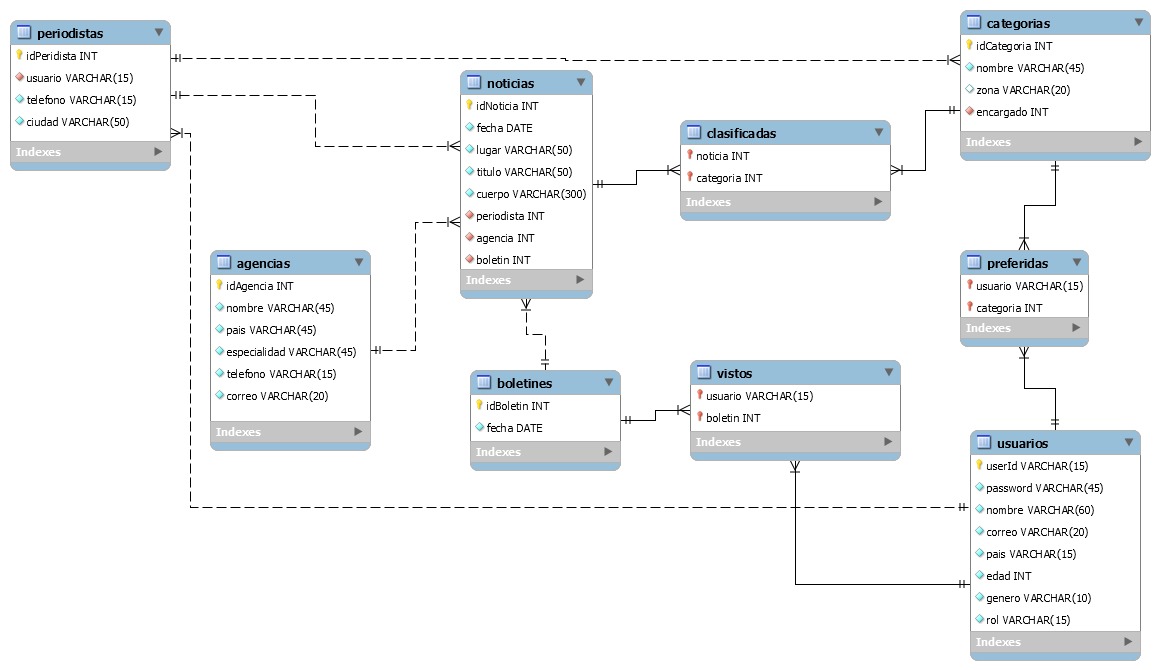 periodistas
idPeridista INT
usuario VARCHAR(15)
telefono VARCHAR(15)
ciudad VARCHAR(50)
Indexes
noticias
idNoticia INT
fecha DATE
lugar VARCHAR(50)
titulo VARCHAR(50)
cuerpo VARCHAR(300)
periodista INT
agencia INT
boletin INT
Indexes
categorias
idCategoria INT
nombre VARCHAR(45)
zona VARCHAR(20)
encargado INT
Indexes
clasificadas
noticia INT
categoria INT
Indexes
agencias
idAgencia INT
nombre VARCHAR(45)
pais VARCHAR(45)
especialidad VARCHAR(45)
telefono VARCHAR(15)
correo VARCHAR(20)
Indexes
preferidas
usuario VARCHAR(15)
categoria INT
Indexes
boletines
idBoletin INT
fecha DATE
Indexes
vistos
usuario VARCHAR(15)
boletin INT
Indexes
usuarios
userId VARCHAR(15)
password VARCHAR(45)
nombre VARCHAR(60)
correo VARCHAR(20)
pais VARCHAR(15)
edad INT
genero VARCHAR(10)
rol VARCHAR(15)
Indexes